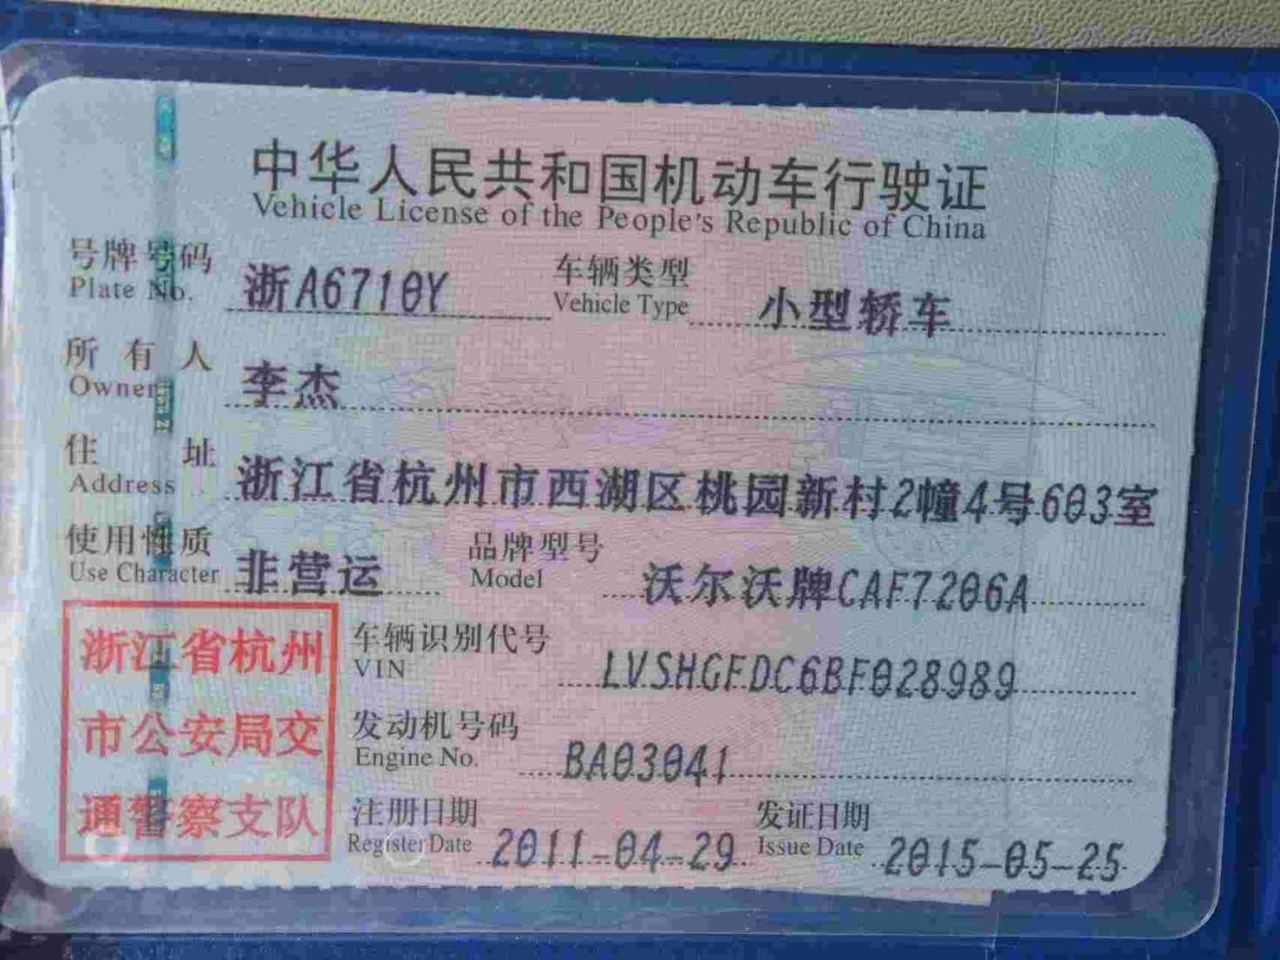 中华人民共和国机动车行驶证
Vehicle License of the People's Republic of China
号牌号码 浙A6710Y 车辆类型 小型轿车
Plate No. Vehicle Type
所有人 李杰
Owner
住址 浙江省杭州市西湖区桃园新村2幢4号603室
Address
使用性质 非营运 品牌型号 沃尔沃牌CAF7206A
Use Character Model
浙江省杭州
市公安局交
通警察支队
车辆识别代号 LVSHGFDC6BF028989
VIN
发动机号码 BA03041
Engine No.
注册日期 2011-04-29 发证日期 2015-05-25
Register Date Issue Date